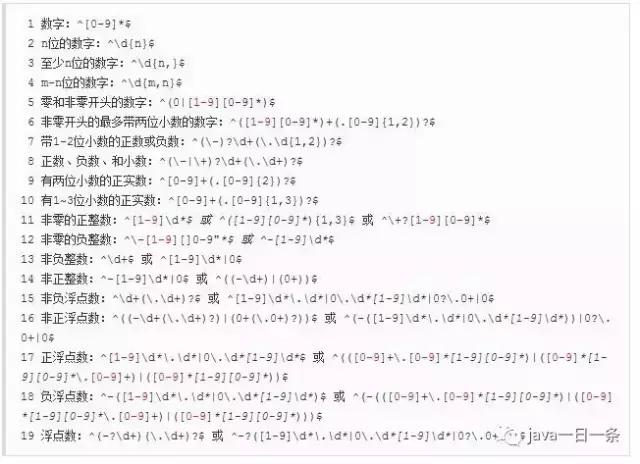 1 数字: ^[0-9]*$
2 n位的数字: ^\d{n}$
3 至少n位的数字: ^\d{n,}$
4 m-n位的数字: ^\d{m,n}$
5 零和非零开头的数字: ^(0|[1-9][0-9]*)$
6 非零开头的最多带两位小数的数字: ^([1-9][0-9]*)+(.[0-9]{1,2})?$
7 带1-2位小数的正数或负数: ^(\-)?\d+(\.\d{1,2})?$
8 正数、负数、和小数: ^(\-|\+)?\d+(\.\d+)?$
9 有两位小数的正实数: ^[0-9]+(.[0-9]{2})?$
10 有1~3位小数的正实数: ^[0-9]+(.[0-9]{1,3})?$
11 非零的正整数: ^[1-9]\d*$ 或 ^([1-9][0-9]*){1,3}$ 或 ^\+?[1-9][0-9]*$
12 非零的负整数: ^\-[1-9][]0-9"*$ 或 ^-[1-9]\d*$
13 非负整数: ^\d+$ 或 ^[1-9]\d*|0$
14 非正整数: ^-[1-9]\d*|0$ 或 ^((-\d+)|(0+))$
15 非负浮点数: ^\d+(\.\d+)?$ 或 ^[1-9]\d*\.\d*|0\.\d*[1-9]\d*|0?\.0+|0$
16 非正浮点数: ^((-\d+(\.\d+)?)|(0+(\.0+)?))$ 或 ^(-([1-9]\d*\.\d*|0\.\d*[1-9]\d*))|0?\.
0+|0$
17 正浮点数: ^[1-9]\d*\.\d*|0\.\d*[1-9]\d*$ 或 ^(([0-9]+\.[0-9]*[1-9][0-9]*)|([0-9]*[1-
9][0-9]*\.[0-9]+)|([0-9]*[1-9][0-9]*))$
18 负浮点数: ^-([1-9]\d*\.\d*|0\.\d*[1-9]\d*)$ 或 ^(-(([0-9]+\.[0-9]*[1-9][0-9]*)|([0-9]
*[1-9][0-9]*\.[0-9]+)|([0-9]*[1-9][0-9]*)))$
19 浮点数: ^(-?\d+)(\.\d+)?$ 或 ^-?([1-9]\d*\.\d*|0\.\d*[1-9]\d*|0?\.0+ $
java一日一条